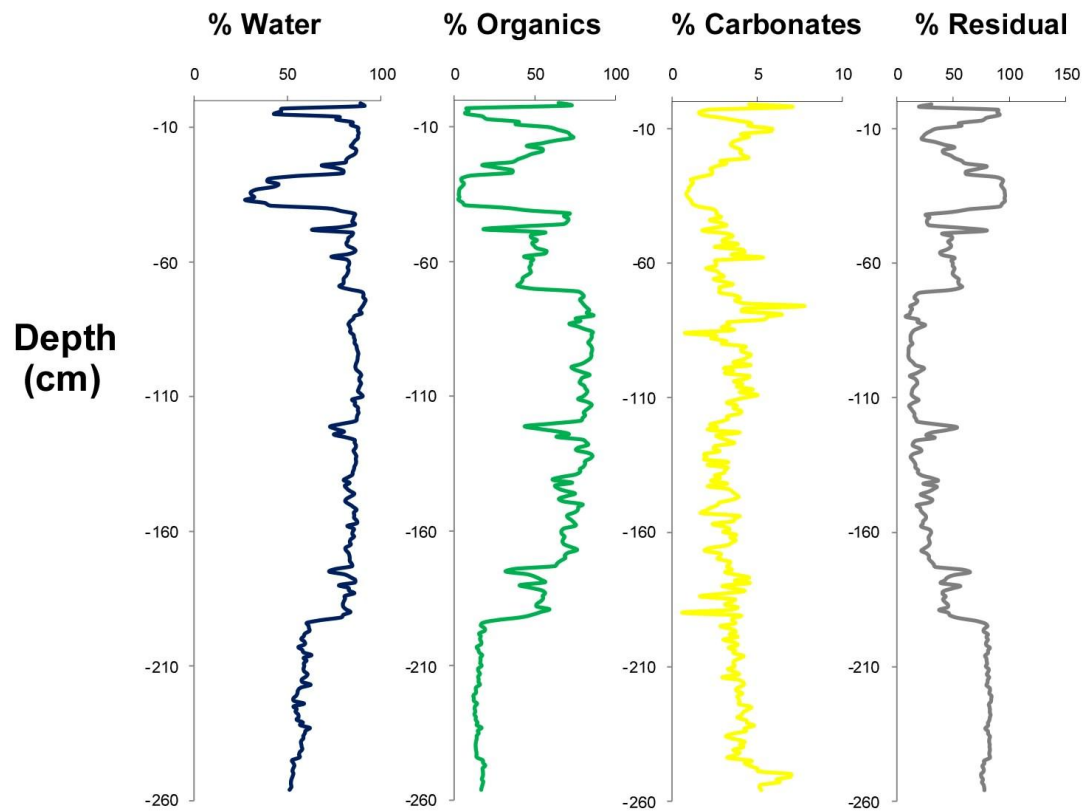 % Water % Organics % Carbonates % Residual
0 50 100 0 50 100 0 5 10 0 50 100 150
-10 -10 -10 -10
-60 -60 -60 -60
Depth
(cm)
-110 -110 -110 -110
-160 -160 -160 -160
-210 -210 -210 -210
-260 -260 -260 -260